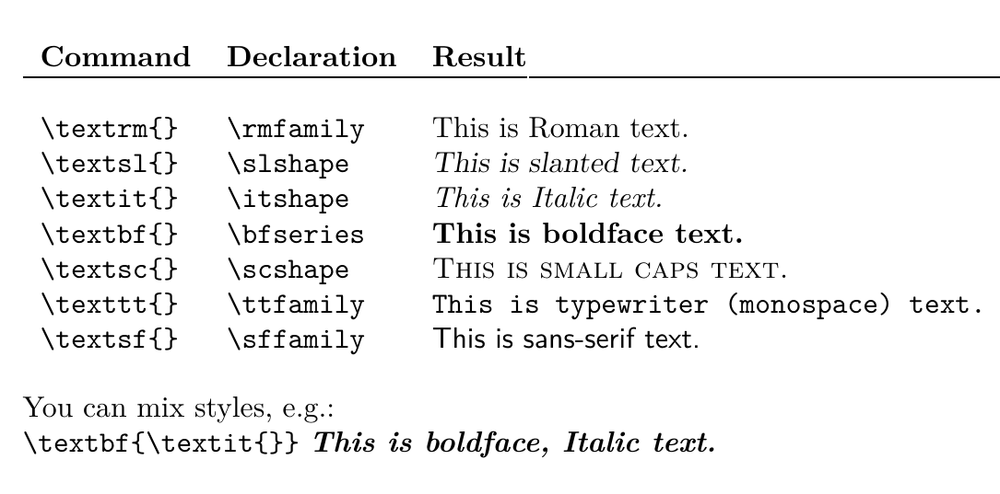 Command Declaration Result
\textrm{} \rmfamily This is Roman text.
\textsl{} \slshape This is slanted text.
\textit{} \itshape This is Italic text.
\textbf{} \bfseries This is boldface text.
\textsc{} \scshape This is small caps text.
\texttt{} \ttfamily This is typewriter (monospace) text.
\textsf{} \sffamily This is sans-serif text.
You can mix styles, e.g.:
\textbf{\textit{}} This is boldface, Italic text.